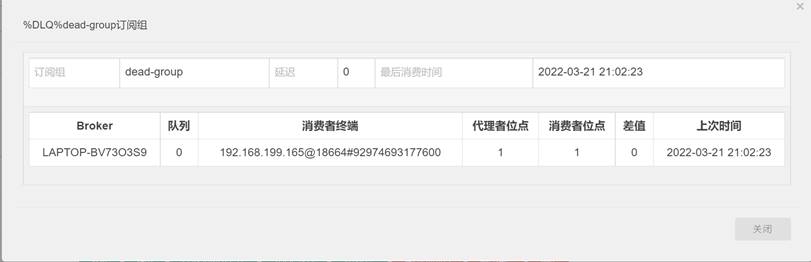 %DLQ%dead-group订阅组
订阅组 dead-group 延迟 0 最后消费时间 2022-03-21 21:02:23
Broker 队列 消费者终端 代理者位点 消费者位点 差值 上次时间
LAPTOP-BV73O3S9 0 192.168.199.165@18664#92974693177600 1 1 0 2022-03-21 21:02:23
关闭